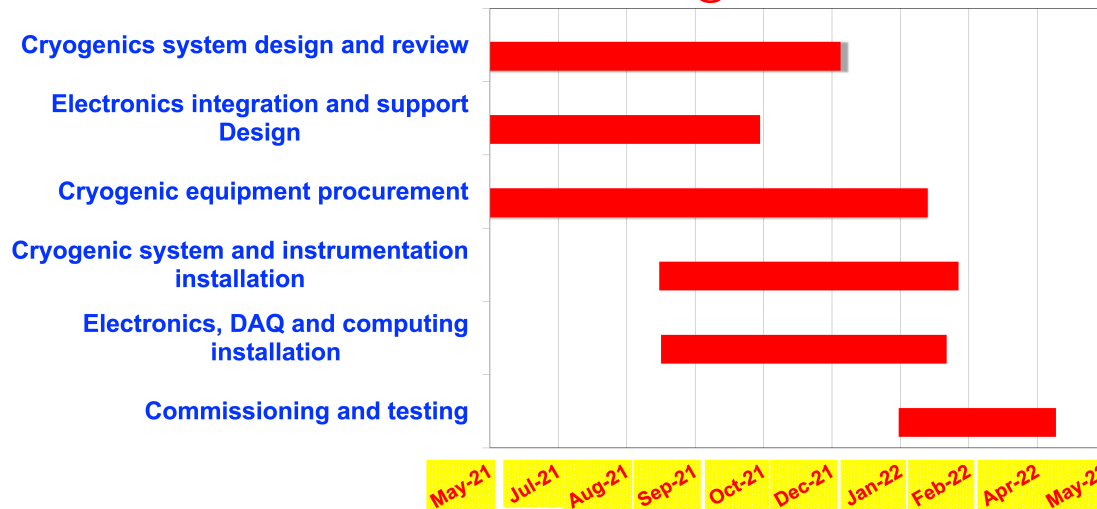 Cryogenics system design and review
Electronics integration and support
Design
Cryogenic equipment procurement
Cryogenic system and instrumentation
installation
Electronics, DAQ and computing
installation
Commissioning and testing
May-21
Jul-21
Aug-21
Sep-21
Oct-21
Dec-21
Jan-22
Feb-22
Apr-22